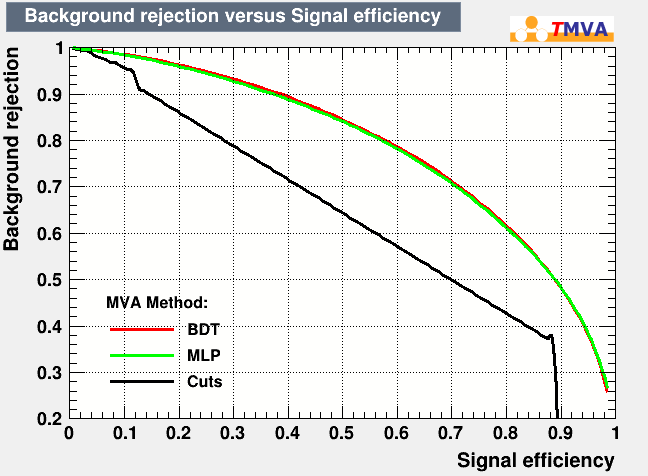 Background rejection versus Signal efficiency
TMVA
Background rejection
1
0.9
0.8
0.7
0.6
0.5
0.4
0.3
0.2
MVA Method:
BDT
MLP
Cuts
0 0.1 0.2 0.3 0.4 0.5 0.6 0.7 0.8 0.9 1
Signal efficiency